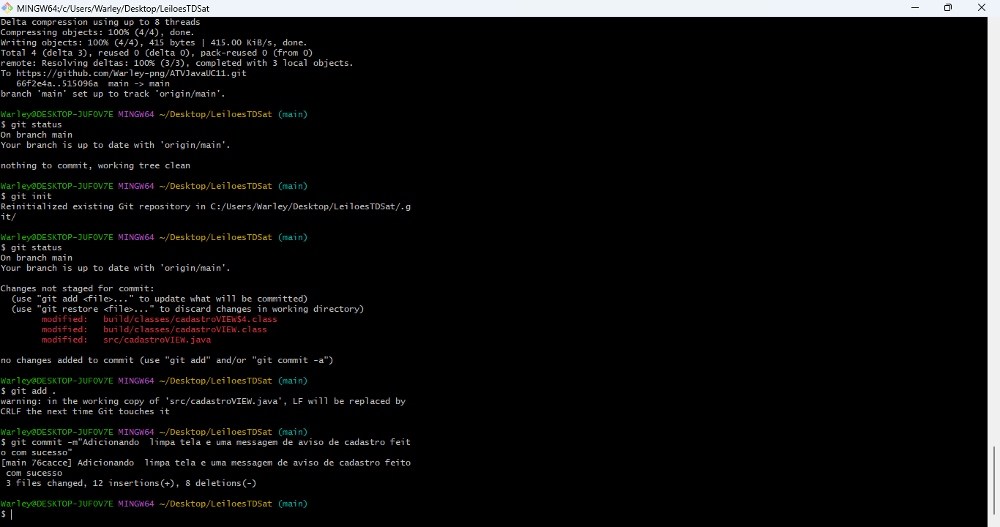 MINGW64:/c/Users/Warley/Desktop/LeiloesTDSat
Delta compression using up to 8 threads
Compressing objects: 100% (4/4), done.
Writing objects: 100% (4/4), 415 bytes | 415.00 KiB/s, done.
Total 4 (delta 3), reused 0 (delta 0), pack-reused 0 (from 0)
remote: Resolving deltas: 100% (3/3), completed with 3 local objects.
To https://github.com/Warley-png/ATVJavaUC11.git
   66f2e4a..515096a  main -> main
branch 'main' set up to track 'origin/main'.
Warley@DESKTOP-JUFOV7E MINGW64 ~/Desktop/LeiloesTDSat (main)
$ git status
On branch main
Your branch is up to date with 'origin/main'.
nothing to commit, working tree clean
Warley@DESKTOP-JUFOV7E MINGW64 ~/Desktop/LeiloesTDSat (main)
$ git init
Reinitialized existing Git repository in C:/Users/Warley/Desktop/LeiloesTDSat/.g
it/
Warley@DESKTOP-JUFOV7E MINGW64 ~/Desktop/LeiloesTDSat (main)
$ git status
On branch main
Your branch is up to date with 'origin/main'.
Changes not staged for commit:
  (use "git add <file>..." to update what will be committed)
  (use "git restore <file>..." to discard changes in working directory)
        modified:   build/classes/cadastroVIEW$4.class
        modified:   build/classes/cadastroVIEW.class
        modified:   src/cadastroVIEW.java
no changes added to commit (use "git add" and/or "git commit -a")
Warley@DESKTOP-JUFOV7E MINGW64 ~/Desktop/LeiloesTDSat (main)
$ git add .
warning: in the working copy of 'src/cadastroVIEW.java', LF will be replaced by
CRLF the next time Git touches it
Warley@DESKTOP-JUFOV7E MINGW64 ~/Desktop/LeiloesTDSat (main)
$ git commit -m"Adicionando  limpa tela e uma messagem de aviso de cadastro feit
o com sucesso"
[main 76cacce] Adicionando  limpa tela e uma messagem de aviso de cadastro feito
 com sucesso
 3 files changed, 12 insertions(+), 8 deletions(-)
Warley@DESKTOP-JUFOV7E MINGW64 ~/Desktop/LeiloesTDSat (main)
$